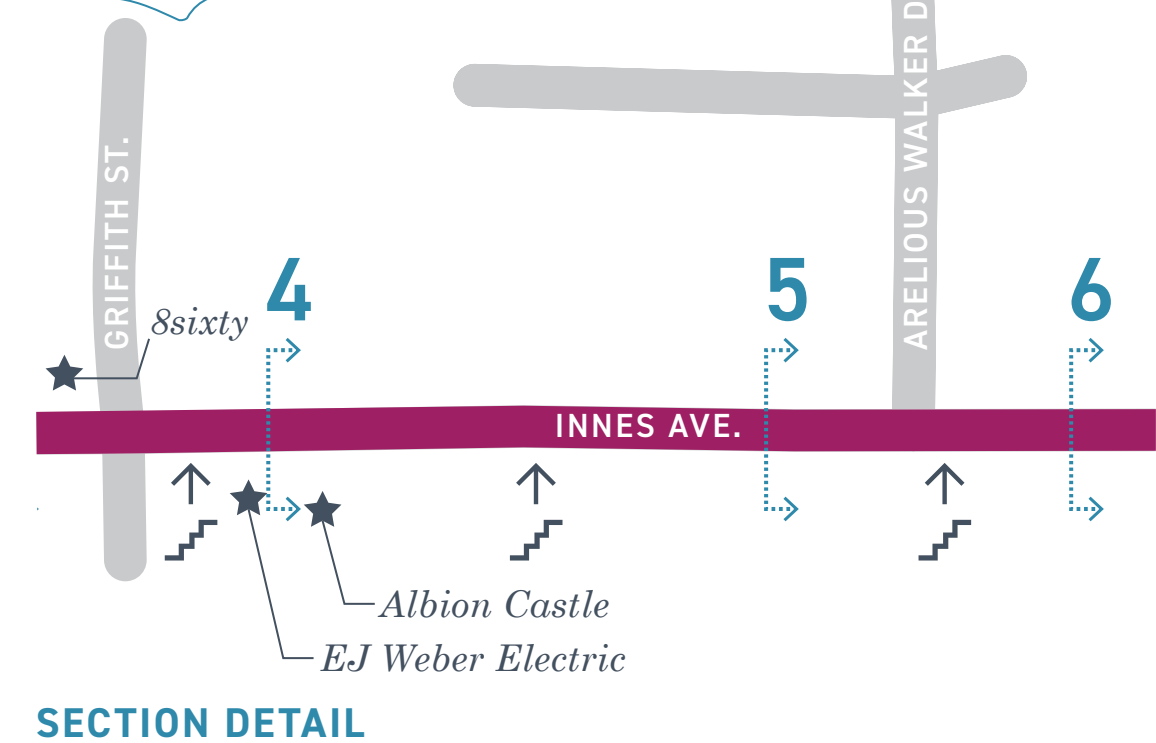 GRIFFITH ST.
ARELIOUS WALKER D
8sixty
4
5
6
INNES AVE.
Albion Castle
EJ Weber Electric
SECTION DETAIL